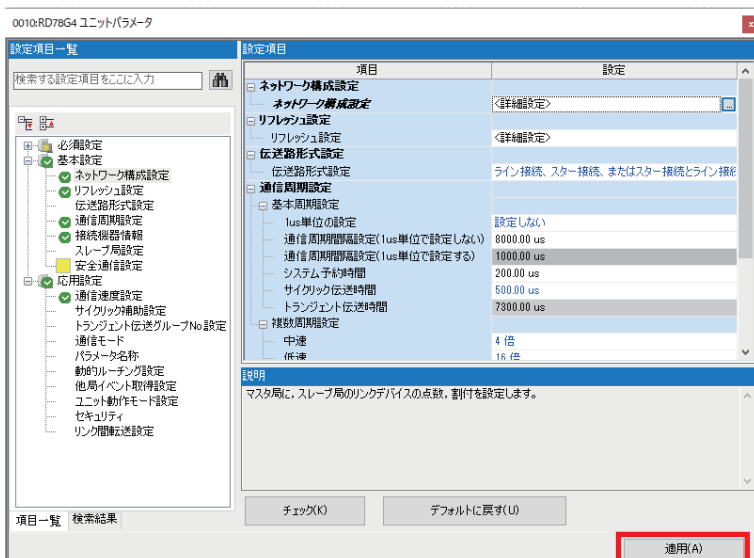 0010:RD78G4 ユニットパラメータ
設定項目一覧
検索する設定項目をここに入力
必須設定
基本設定
ネットワーク構成設定
リフレッシュ設定
伝送路形式設定
通信周期設定
接続機器情報
スレーブ局設定
安全通信設定
応用設定
通信速度設定
サイクリック補助設定
トランジェント伝送グループNo設定
通信モード
パラメータ名称
動的ルーチング設定
他局イベント取得設定
ユニット動作モード設定
セキュリティ
リンク間転送設定
項目一覧 検索結果
設定項目
項目 設定
ネットワーク構成設定
ネットワーク構成設定 <詳細設定> ...
リフレッシュ設定
リフレッシュ設定 <詳細設定>
伝送路形式設定
伝送路形式設定 ライン接続、スター接続、またはスター接続とライン接続
通信周期設定
基本周期設定
1us単位の設定 設定しない
通信周期間隔設定(1us単位で設定しない) 8000.00 us
通信周期間隔設定(1us単位で設定する) 1000.00 us
システム予約時間 200.00 us
サイクリック伝送時間 500.00 us
トランジェント伝送時間 7300.00 us
複数周期設定
中速 4 倍
低速 16 倍
説明
マスタ局に，スレーブ局のリンクデバイスの点数，割付を設定します。
チェック(K) デフォルトに戻す(U)
適用(A)